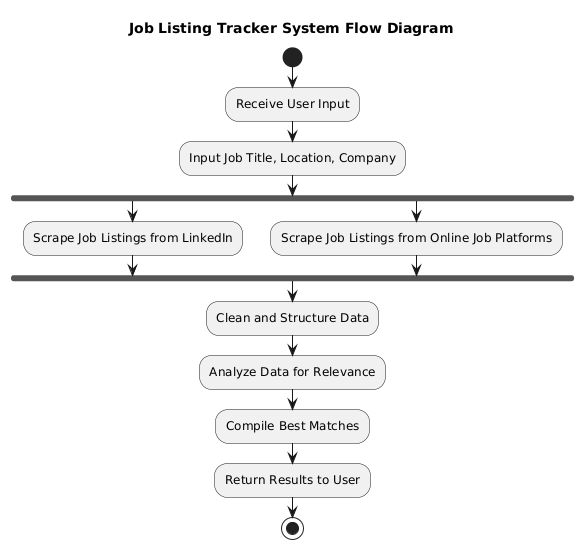 Job Listing Tracker System Flow Diagram
Receive User Input
Input Job Title, Location, Company
Scrape Job Listings from LinkedIn
Scrape Job Listings from Online Job Platforms
Clean and Structure Data
Analyze Data for Relevance
Compile Best Matches
Return Results to User